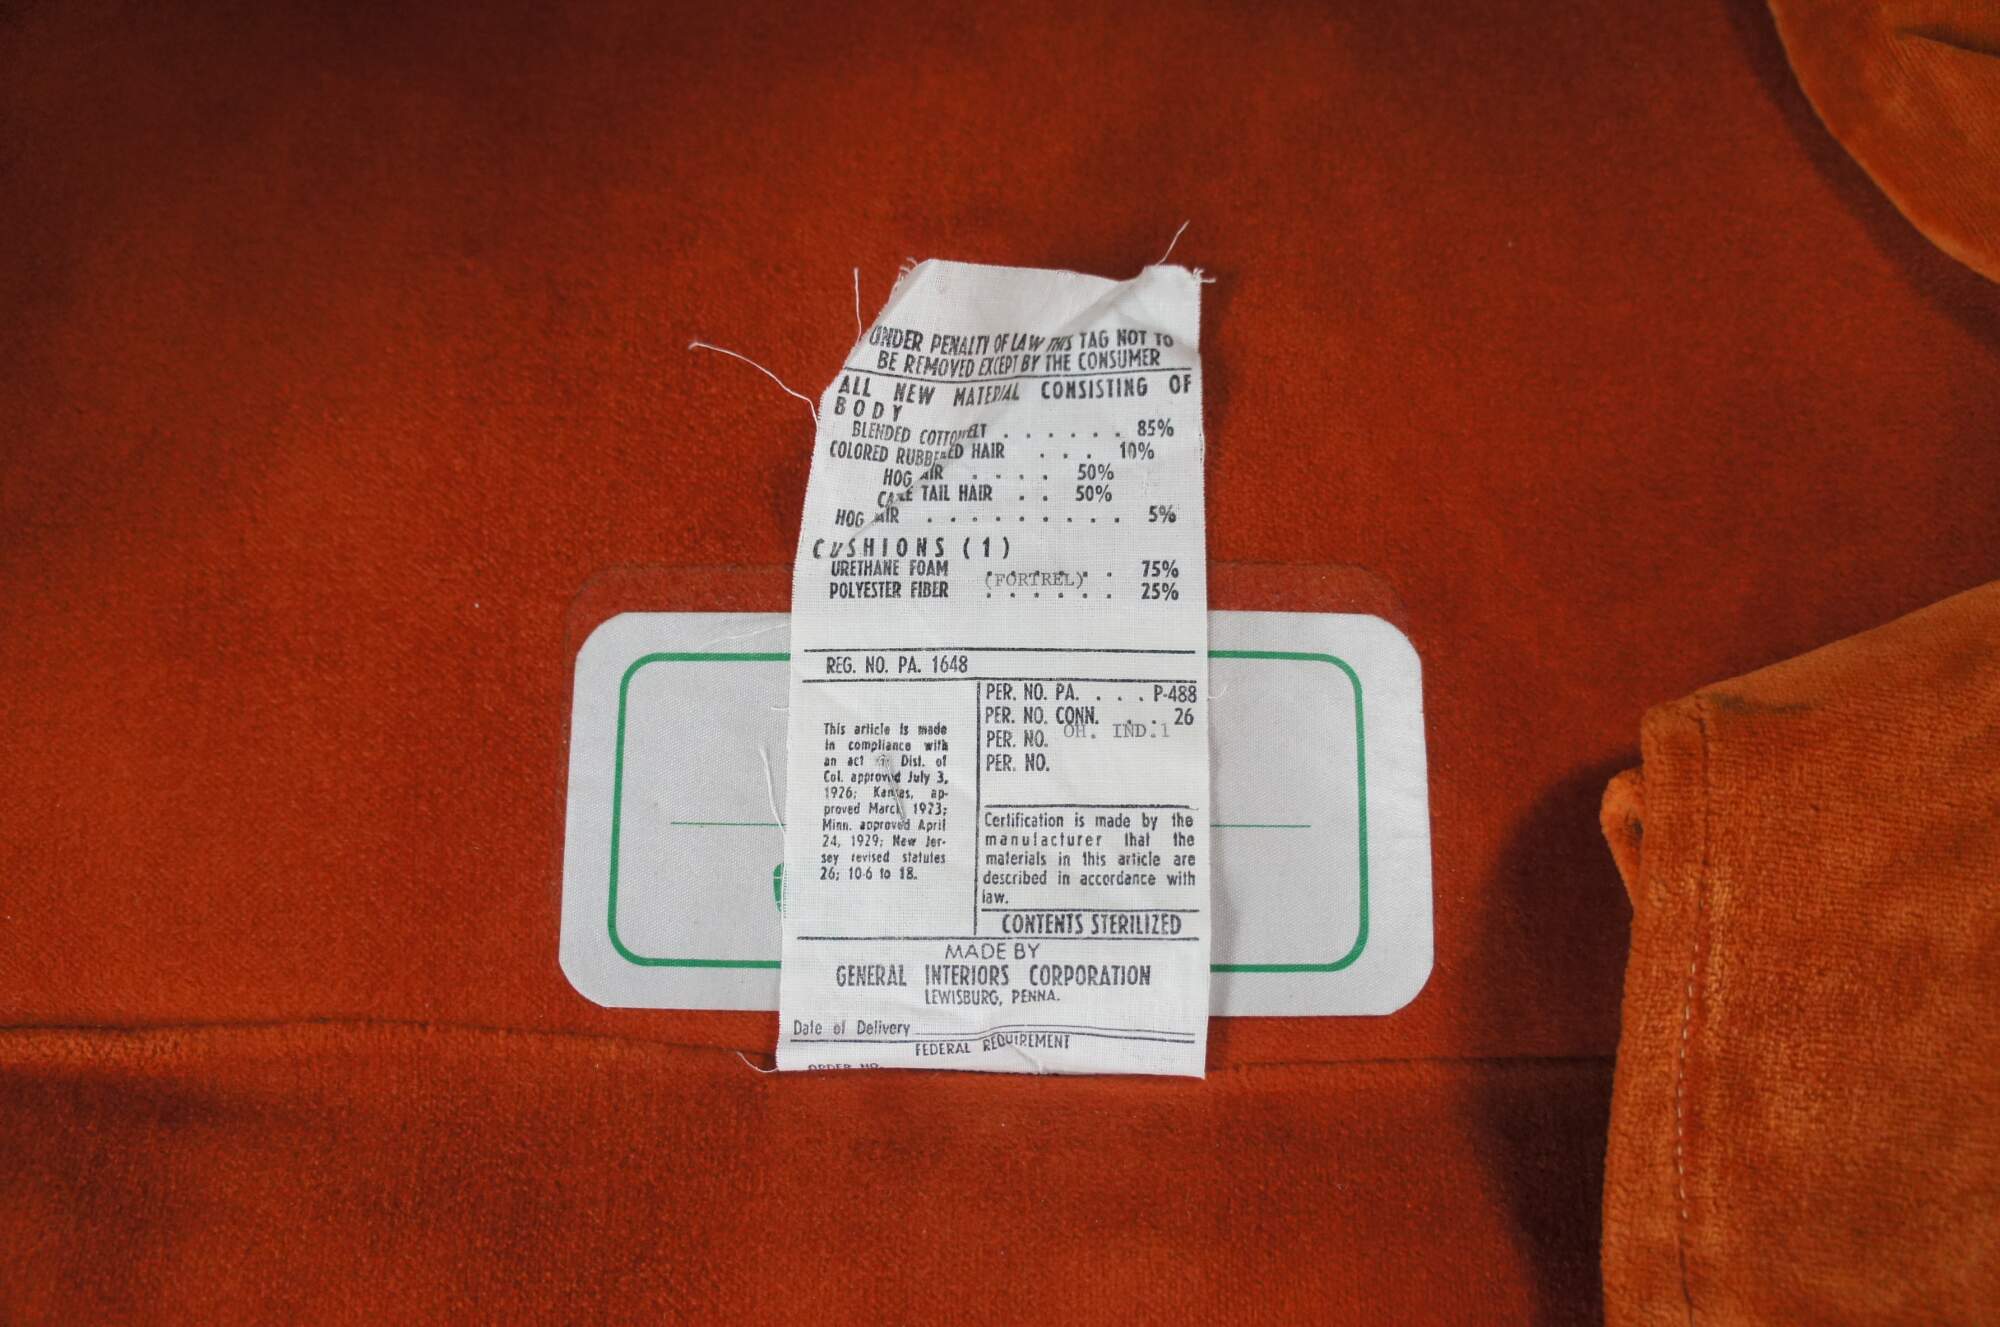 UNDER PENALTY OF LAW THIS TAG NOT TO
BE REMOVED EXCEPT BY THE CONSUMER
ALL NEW MATERIAL CONSISTING OF
BODY
BLENDED COTTON FELT . . . . . . 85%
COLORED RUBBERIZED HAIR . . . 10%
HOG HAIR . . . . 50%
CATTLE TAIL HAIR . . 50%
HOG HAIR . . . . . . . . . 5%
CUSHIONS (1)
URETHANE FOAM . . . . . . 75%
(FORTREL)
POLYESTER FIBER . . . . . . 25%
REG. NO. PA. 1648
This article is made
in compliance with
an act Dist. of
Col. approved July 3,
1926; Kansas, ap-
proved March 1923;
Minn. approved April
24, 1929; New Jer-
sey revised statutes
26; 10-6 to 18.
PER. NO. PA. . . . P-488
PER. NO. CONN. . . 26
OH. IND.1
PER. NO.
PER. NO.
Certification is made by the
manufacturer that the
materials in this article are
described in accordance with
law.
CONTENTS STERILIZED
MADE BY
GENERAL INTERIORS CORPORATION
LEWISBURG, PENNA.
Date of Delivery
FEDERAL REQUIREMENT
ORDER NO.